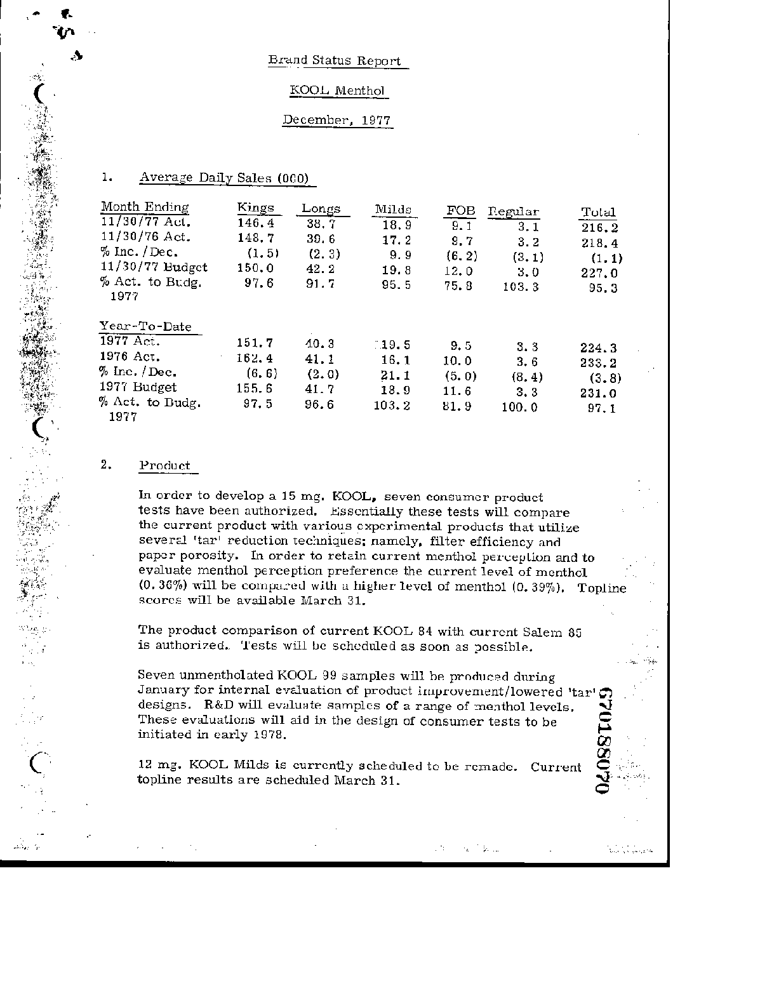 Brand Status Report
KOOL Menthol
December, 1977
1. Average Daily Sales (000)
Month Ending Kings Longs Milds FOB Regular Total
11/30/77 Act. 146.4 38.7 18.9 9.1 3.1 216.2
11/30/76 Act. 148.7 39.6 17.2 9.7 3.2 218.4
% Inc. /Dec. (1.5) (2.3) 9.9 (6.2) (3.1) (1.1)
11/30/77 Budget 150.0 42.2 19.8 12.0 3.0 227.0
% Act. to Budg. 97.6 91.7 95.5 75.8 103.3 95.3
1977
Year-To-Date
1977 Act. 151.7 40.3 19.5 9.5 3.3 224.3
1976 Act. 162.4 41.1 16.1 10.0 3.6 233.2
% Inc. /Dec. (6.6) (2.0) 21.1 (5.0) (8.4) (3.8)
1977 Budget 155.6 41.7 18.9 11.6 3.3 231.0
% Act. to Budg. 97.5 96.6 103.2 81.9 100.0 97.1
1977
2. Product
In order to develop a 15 mg. KOOL, seven consumer product
tests have been authorized. Essentially these tests will compare
the current product with various experimental products that utilize
several 'tar' reduction techniques; namely, filter efficiency and
paper porosity. In order to retain current menthol perception and to
evaluate menthol perception preference the current level of menthol
(0.36%) will be compared with a higher level of menthol (0.39%). Topline
scores will be available March 31.
The product comparison of current KOOL 84 with current Salem 85
is authorized. Tests will be scheduled as soon as possible.
Seven unmentholated KOOL 99 samples will be produced during
January for internal evaluation of product improvement/lowered 'tar'
designs. R&D will evaluate samples of a range of menthol levels.
These evaluations will aid in the design of consumer tests to be
initiated in early 1978.
12 mg. KOOL Milds is currently scheduled to be remade. Current
topline results are scheduled March 31.
670188070